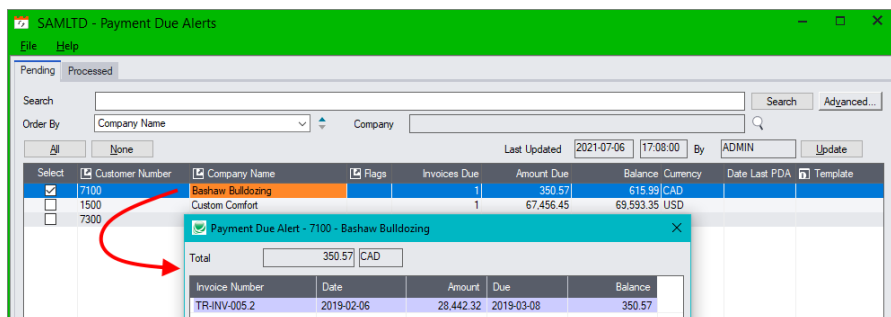 SAMLTD - Payment Due Alerts
File Help
Pending Processed
Search Search Advanced...
Order By Company Name Company
All None Last Updated 2021-07-06 17:08:00 By ADMIN Update
Select Customer Number Company Name Flags Invoices Due Amount Due Balance Currency Date Last PDA Template
7100 Bashaw Bulldozing 1 350.57 615.99 CAD
1500 Custom Comfort 1 67,456.45 69,593.35 USD
7300
Payment Due Alert - 7100 - Bashaw Bulldozing
Total 350.57 CAD
Invoice Number Date Amount Due Balance
TR-INV-005.2 2019-02-06 28,442.32 2019-03-08 350.57